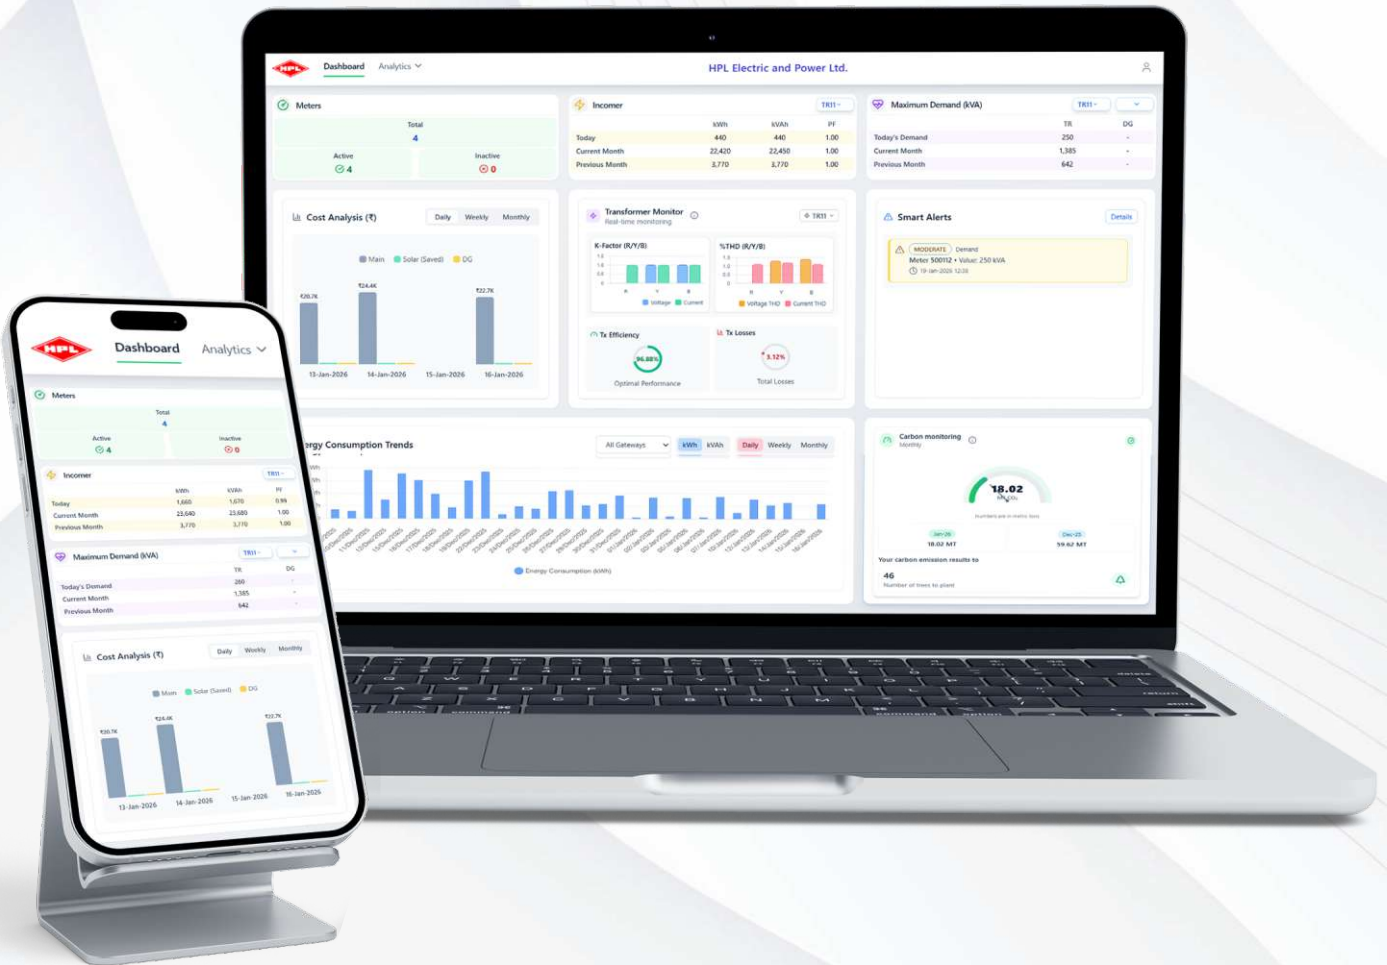 HPL
Dashboard
Analytics
HPL Electric and Power Ltd.
Meters
Total
4
Active
Inactive
4
0
Incomer
TR11
kWh kVAh PF
Today 440 440 1.00
Current Month 22,420 22,450 1.00
Previous Month 3,770 3,770 1.00
Maximum Demand (kVA)
TR11
TR DG
Today's Demand 250 -
Current Month 1,385 -
Previous Month 642 -
Cost Analysis (₹)
Daily Weekly Monthly
Main Solar (Saved) DG
₹20.7K
₹24.4K
₹22.7K
13-Jan-2026 14-Jan-2026 15-Jan-2026 16-Jan-2026
Transformer Monitor
Real-time monitoring
TR11
K-Factor (R/Y/B)
R Y B
Voltage Current
%THD (R/Y/B)
R Y B
Voltage THD Current THD
Tx Efficiency
96.88%
Optimal Performance
Tx Losses
3.12%
Total Losses
Smart Alerts
Details
MODERATE Demand
Meter 500112 • Value: 250 kVA
19-Jan-2026
rgy Consumption Trends
All Gateways
kWh kVAh
Daily Weekly Monthly
Energy Consumption (kWh)
Carbon monitoring
Monthly
18.02
Numbers are in metric tons
Jan-26
18.02 MT
Dec-25
59.62 MT
Your carbon emission results to
46
Number of trees to plant
delete
return
option command
command option
HPL
Dashboard
Analytics
Meters
Total
4
Active
Inactive
4
0
Incomer
TR11
kWh kVAh PF
Today 1,660 1,670 0.99
Current Month 23,640 23,680 1.00
Previous Month 3,770 3,770 1.00
Maximum Demand (kVA)
TR11
TR DG
Today's Demand 260 -
Current Month 1,385 -
Previous Month 642 -
Cost Analysis (₹)
Daily Weekly Monthly
Main Solar (Saved) DG
₹20.7K
₹24.4K
₹22.7K
13-Jan-2026 14-Jan-2026 15-Jan-2026 16-Jan-2026